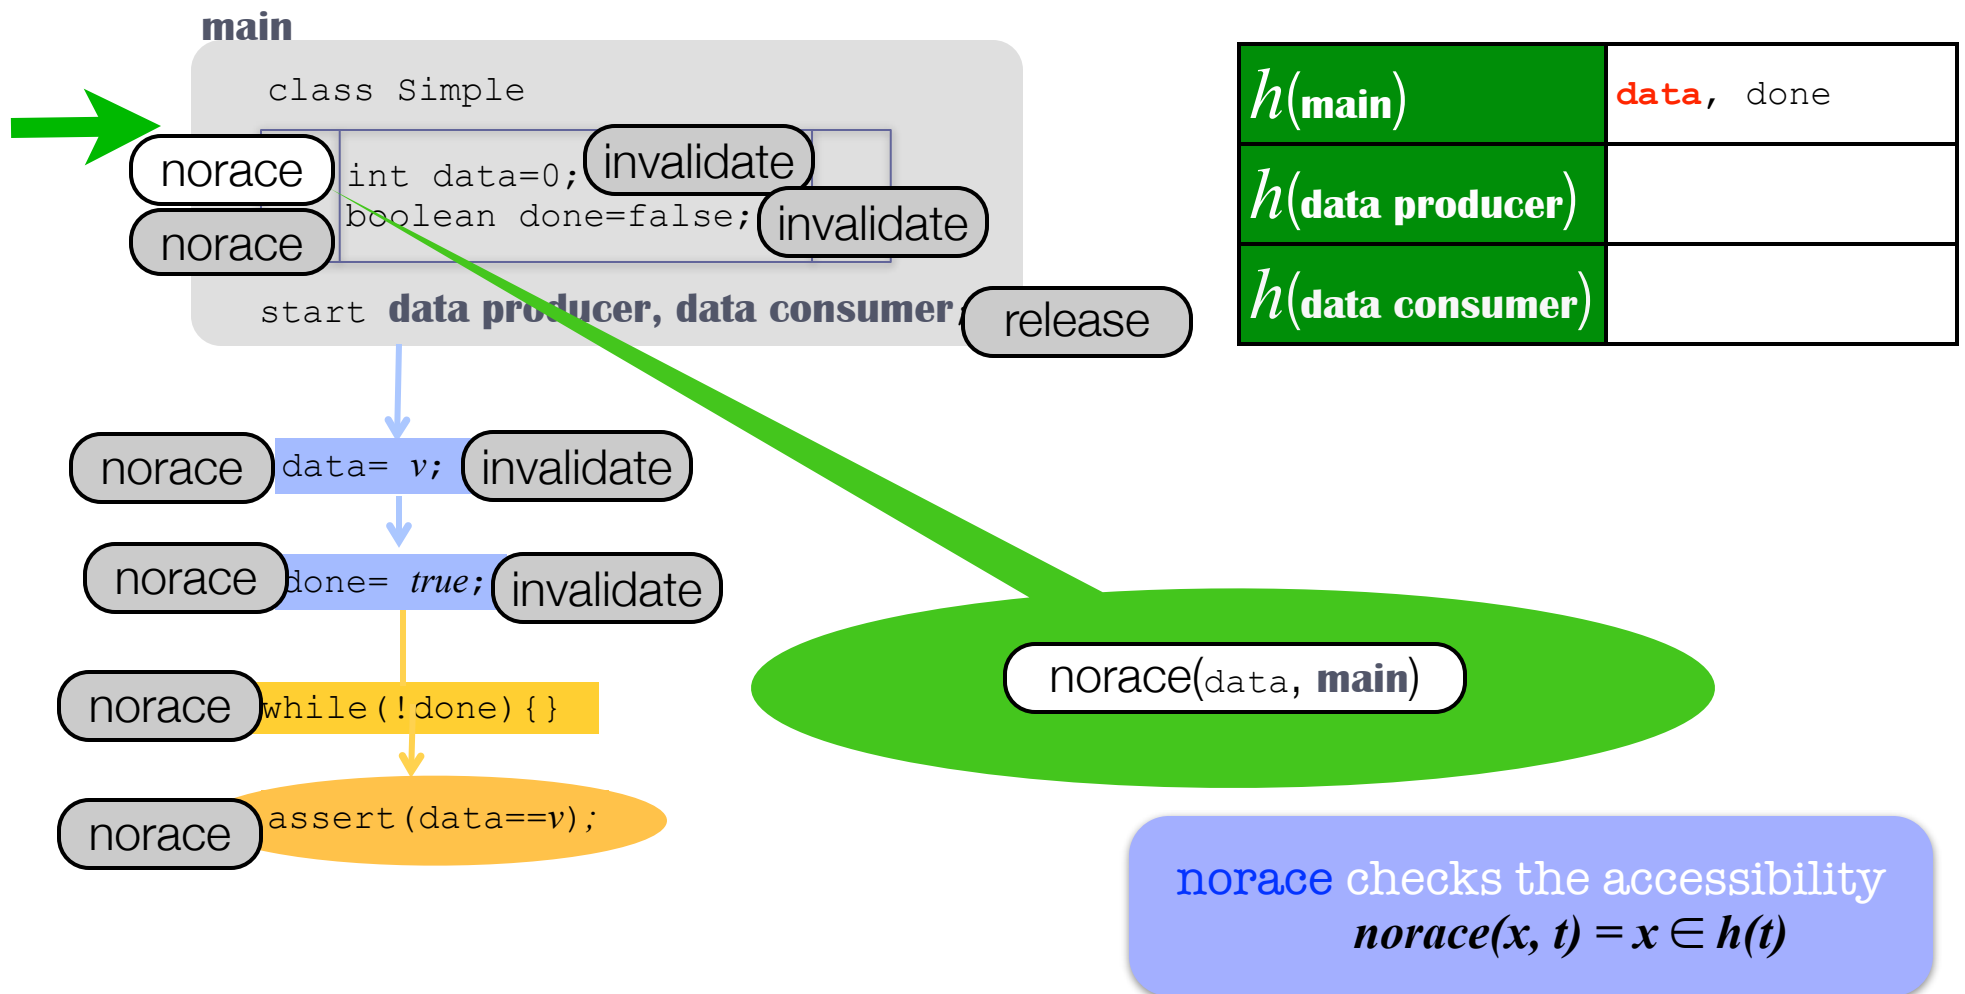 main
class Simple
norace int data=0; invalidate
norace boolean done=false; invalidate
start data producer, data consumer; release
norace data= v; invalidate
norace done= true; invalidate
norace while(!done){}
norace assert(data==v);
h(main) data, done
h(data producer)
h(data consumer)
norace(data, main)
norace checks the accessibility
norace(x, t) = x ∈ h(t)